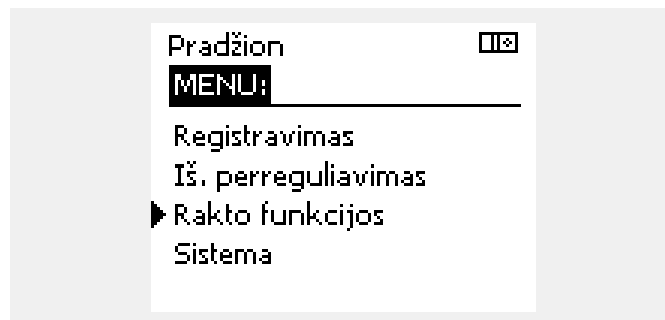 Pradžion
MENU:
Registravimas
Iš. perreguliavimas
Rakto funkcijos
Sistema